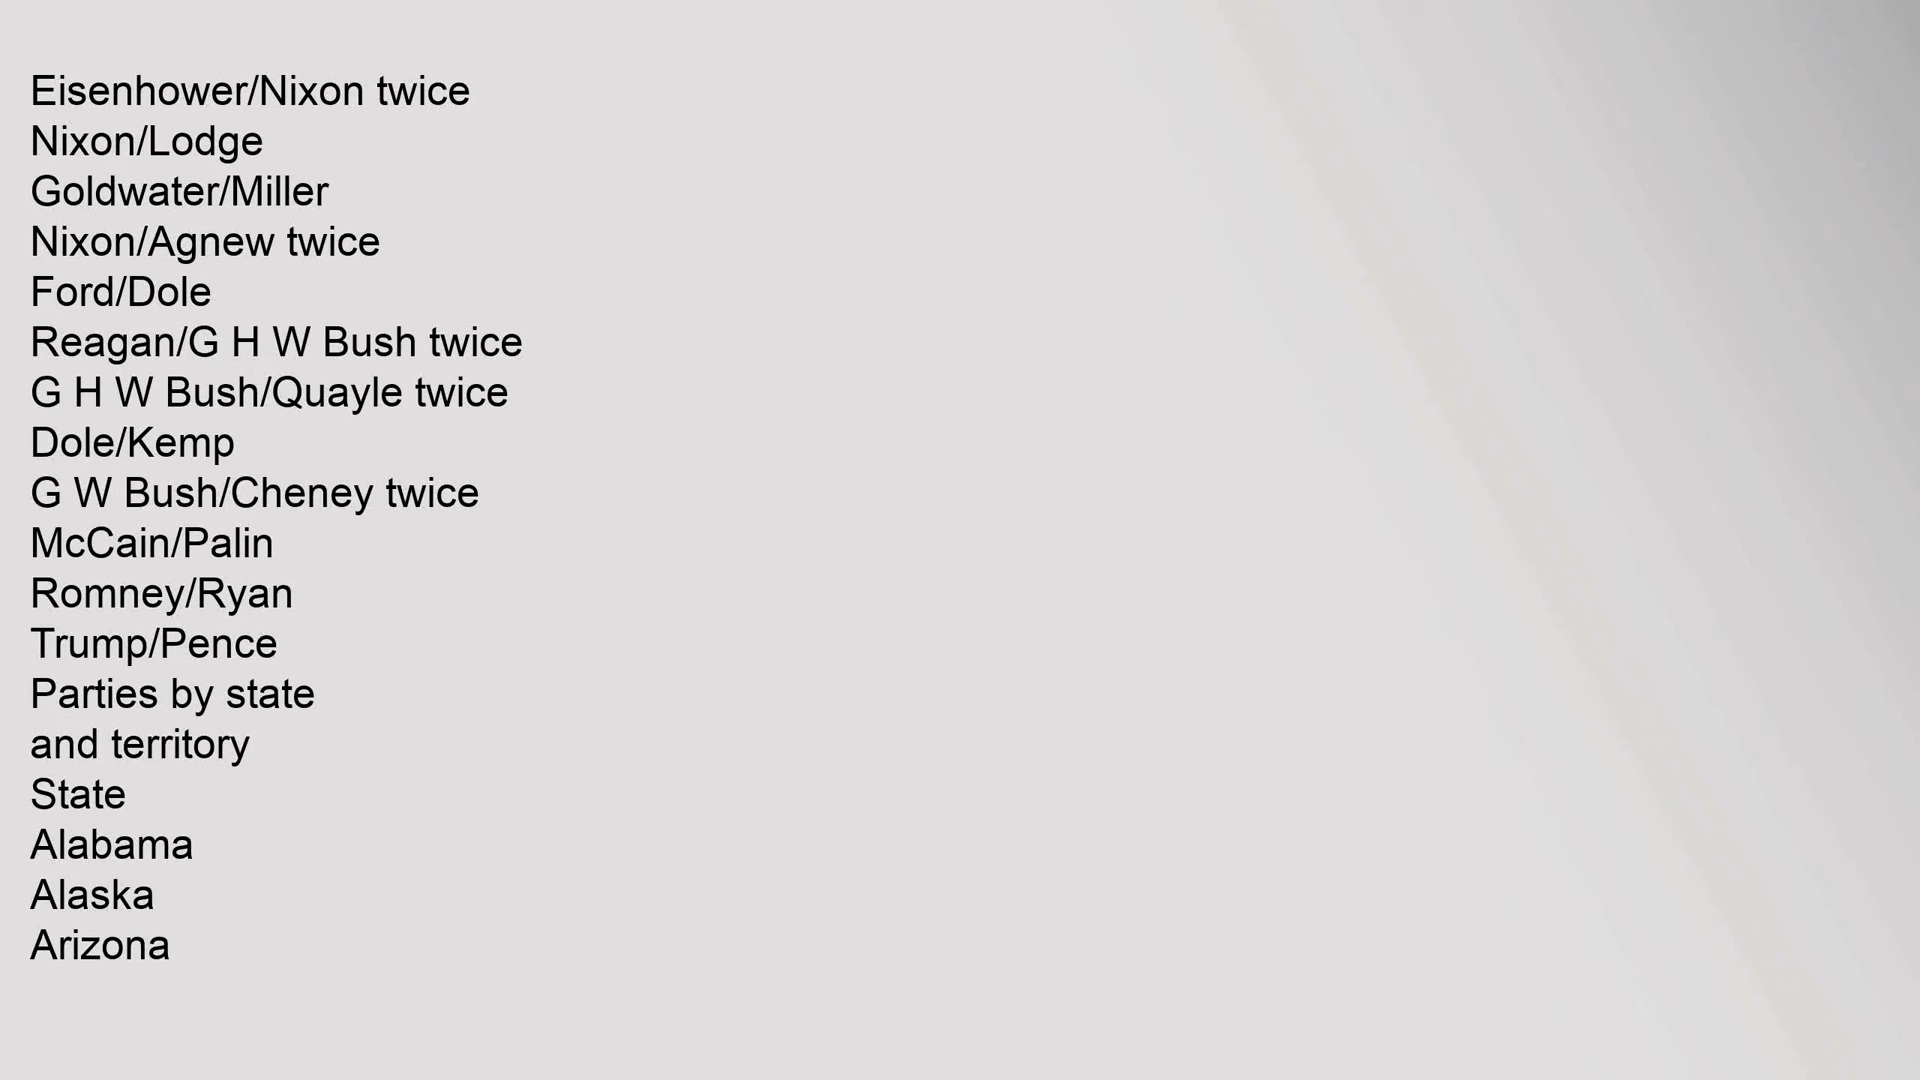 Eisenhower/Nixon twice
Nixon/Lodge
Goldwater/Miller
Nixon/Agnew twice
Ford/Dole
Reagan/G H W Bush twice
G H W Bush/Quayle twice
Dole/Kemp
G W Bush/Cheney twice
McCain/Palin
Romney/Ryan
Trump/Pence
Parties by state
and territory
State
Alabama
Alaska
Arizona